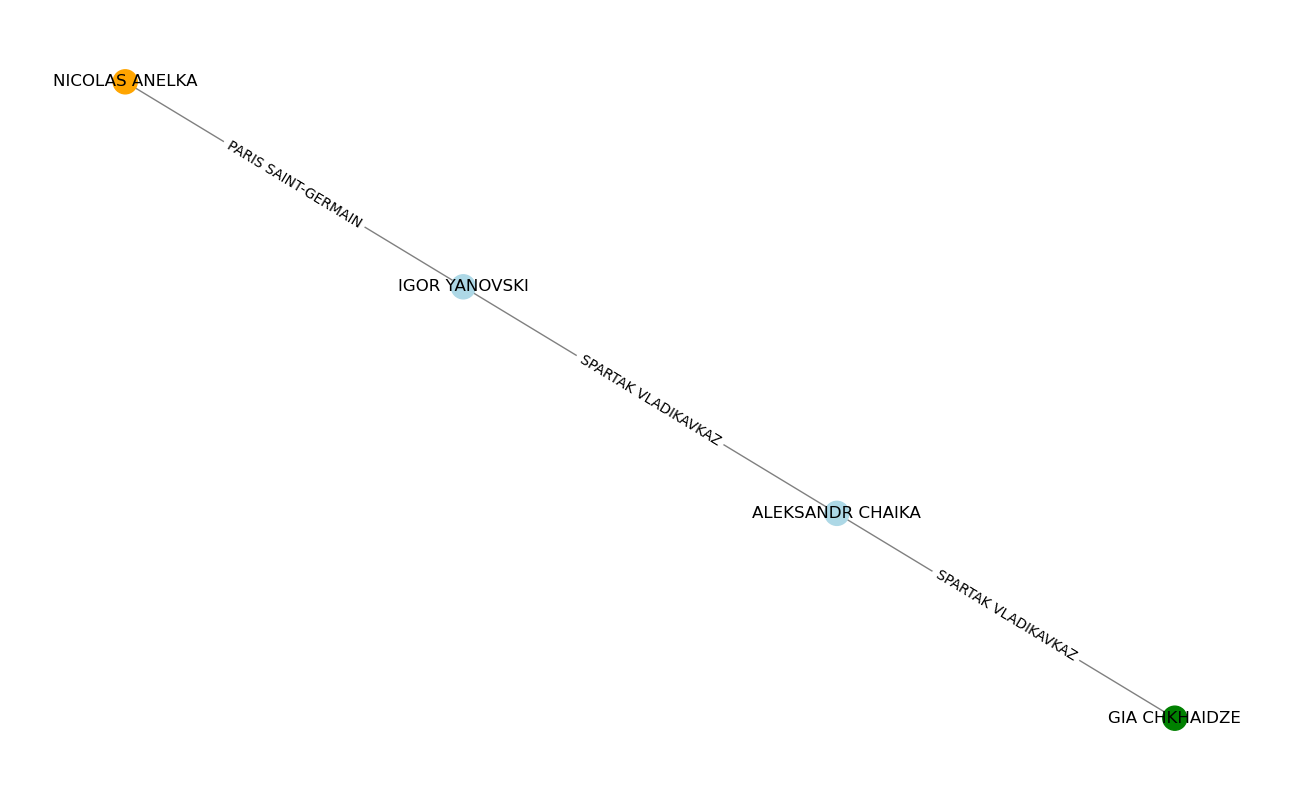 NICOLAS ANELKA
PARIS SAINT-GERMAIN
IGOR YANOVSKI
SPARTAK VLADIKAVKAZ
ALEKSANDR CHAIKA
SPARTAK VLADIKAVKAZ
GIA CHKHAIDZE